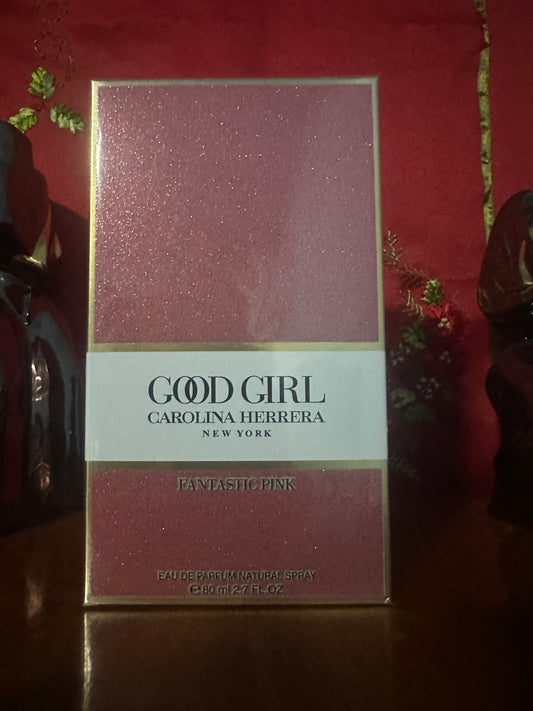 GOOD GIRL
CAROLINA HERRERA
NEW YORK
FANTASTIC PINK
EAU DE PARFUM NATURAL SPRAY
℮80 ml 2.7 FL.OZ